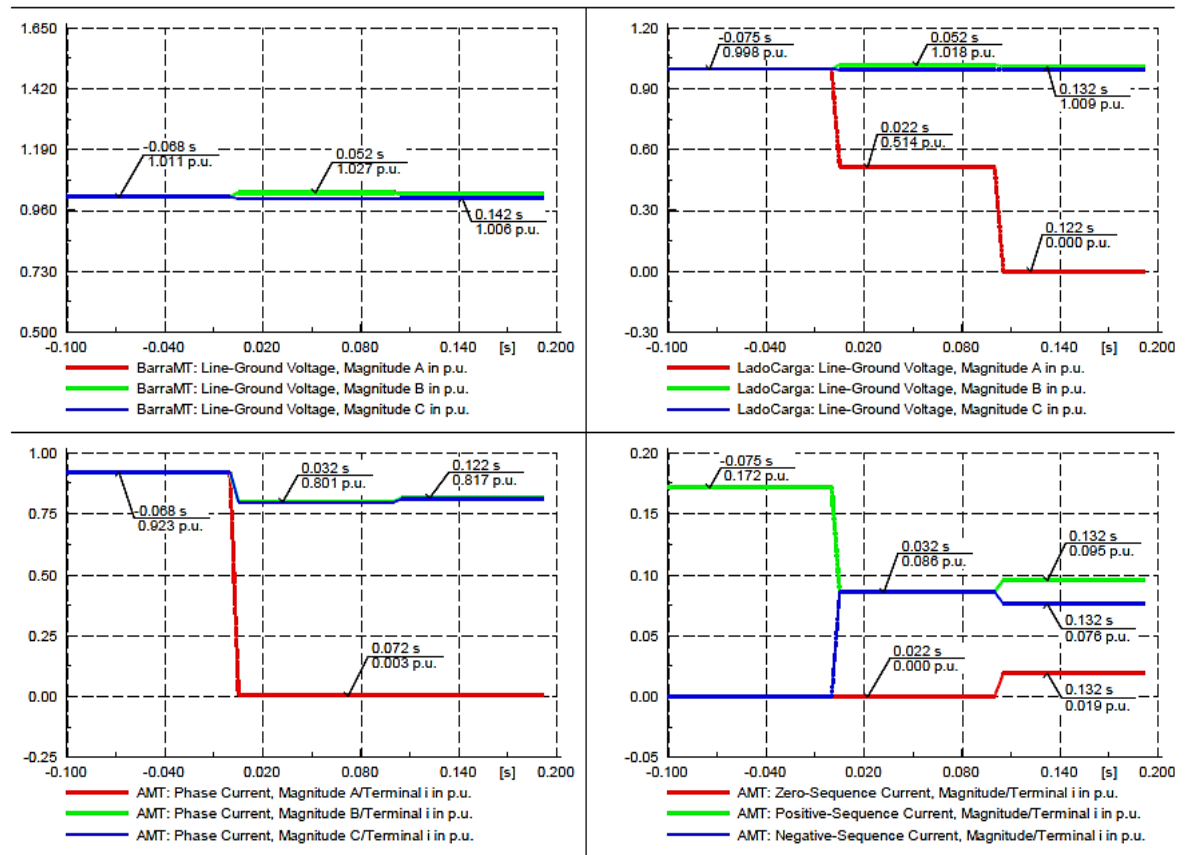 1.650
1.420
1.190
0.960
0.730
0.500
-0.100
-0.040
0.020
0.080
0.140
[s]
0.200
-0.068 s
1.011 p.u.
0.052 s
1.027 p.u.
0.142 s
1.006 p.u.
BarraMT: Line-Ground Voltage, Magnitude A in p.u.
BarraMT: Line-Ground Voltage, Magnitude B in p.u.
BarraMT: Line-Ground Voltage, Magnitude C in p.u.
1.20
0.90
0.60
0.30
0.00
-0.30
-0.100
-0.040
0.020
0.080
0.140
[s]
0.200
-0.075 s
0.998 p.u.
0.052 s
1.018 p.u.
0.132 s
1.009 p.u.
0.022 s
0.514 p.u.
0.122 s
0.000 p.u.
LadoCarga: Line-Ground Voltage, Magnitude A in p.u.
LadoCarga: Line-Ground Voltage, Magnitude B in p.u.
LadoCarga: Line-Ground Voltage, Magnitude C in p.u.
1.00
0.75
0.50
0.25
0.00
-0.25
-0.100
-0.040
0.020
0.080
0.140
[s]
0.200
-0.068 s
0.923 p.u.
0.032 s
0.801 p.u.
0.122 s
0.817 p.u.
0.072 s
0.003 p.u.
AMT: Phase Current, Magnitude A/Terminal i in p.u.
AMT: Phase Current, Magnitude B/Terminal i in p.u.
AMT: Phase Current, Magnitude C/Terminal i in p.u.
0.20
0.15
0.10
0.05
0.00
-0.05
-0.100
-0.040
0.020
0.080
0.140
[s]
0.200
-0.075 s
0.172 p.u.
0.032 s
0.086 p.u.
0.132 s
0.095 p.u.
0.132 s
0.076 p.u.
0.022 s
0.000 p.u.
0.132 s
0.019 p.u.
AMT: Zero-Sequence Current, Magnitude/Terminal i in p.u.
AMT: Positive-Sequence Current, Magnitude/Terminal i in p.u.
AMT: Negative-Sequence Current, Magnitude/Terminal i in p.u.